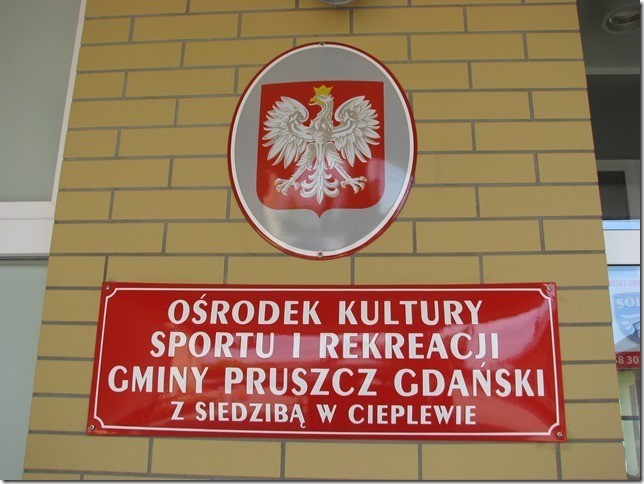 OŚRODEK KULTURY
SPORTU I REKREACJI
GMINY PRUSZCZ GDAŃSKI
Z SIEDZIBĄ W CIEPLEWIE